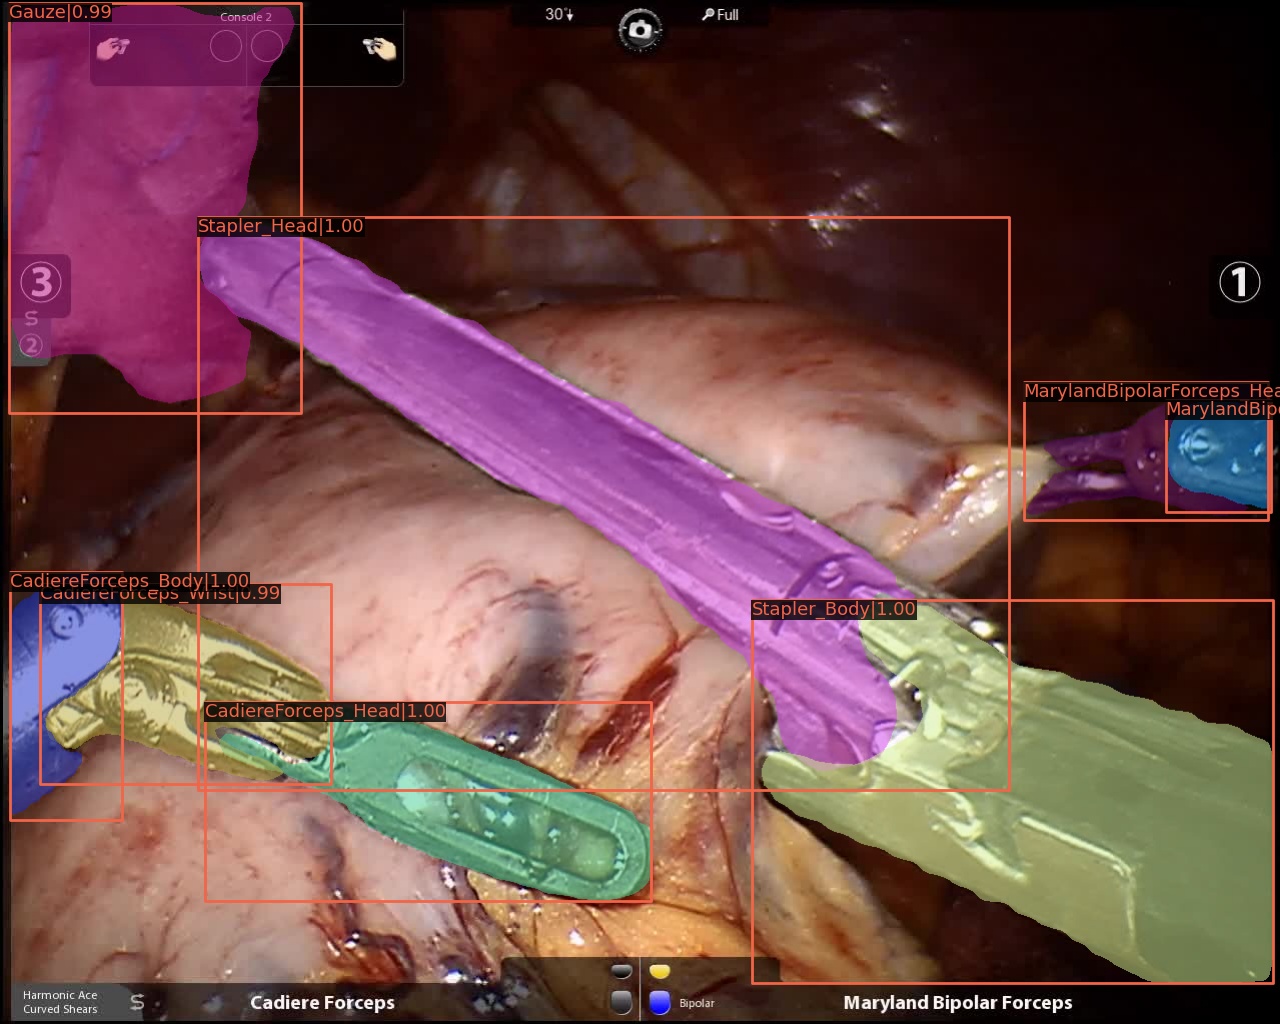 Gauze|0.99
Console 2
30°
Full
Stapler_Head|1.00
3
1
2
MarylandBipolarForceps_Hea
MarylandBip
CadiereForceps_Body|1.00
CadiereForceps_Wrist|0.99
Stapler_Body|1.00
CadiereForceps_Head|1.00
Harmonic Ace
Curved Shears
Cadiere Forceps
Bipolar
Maryland Bipolar Forceps